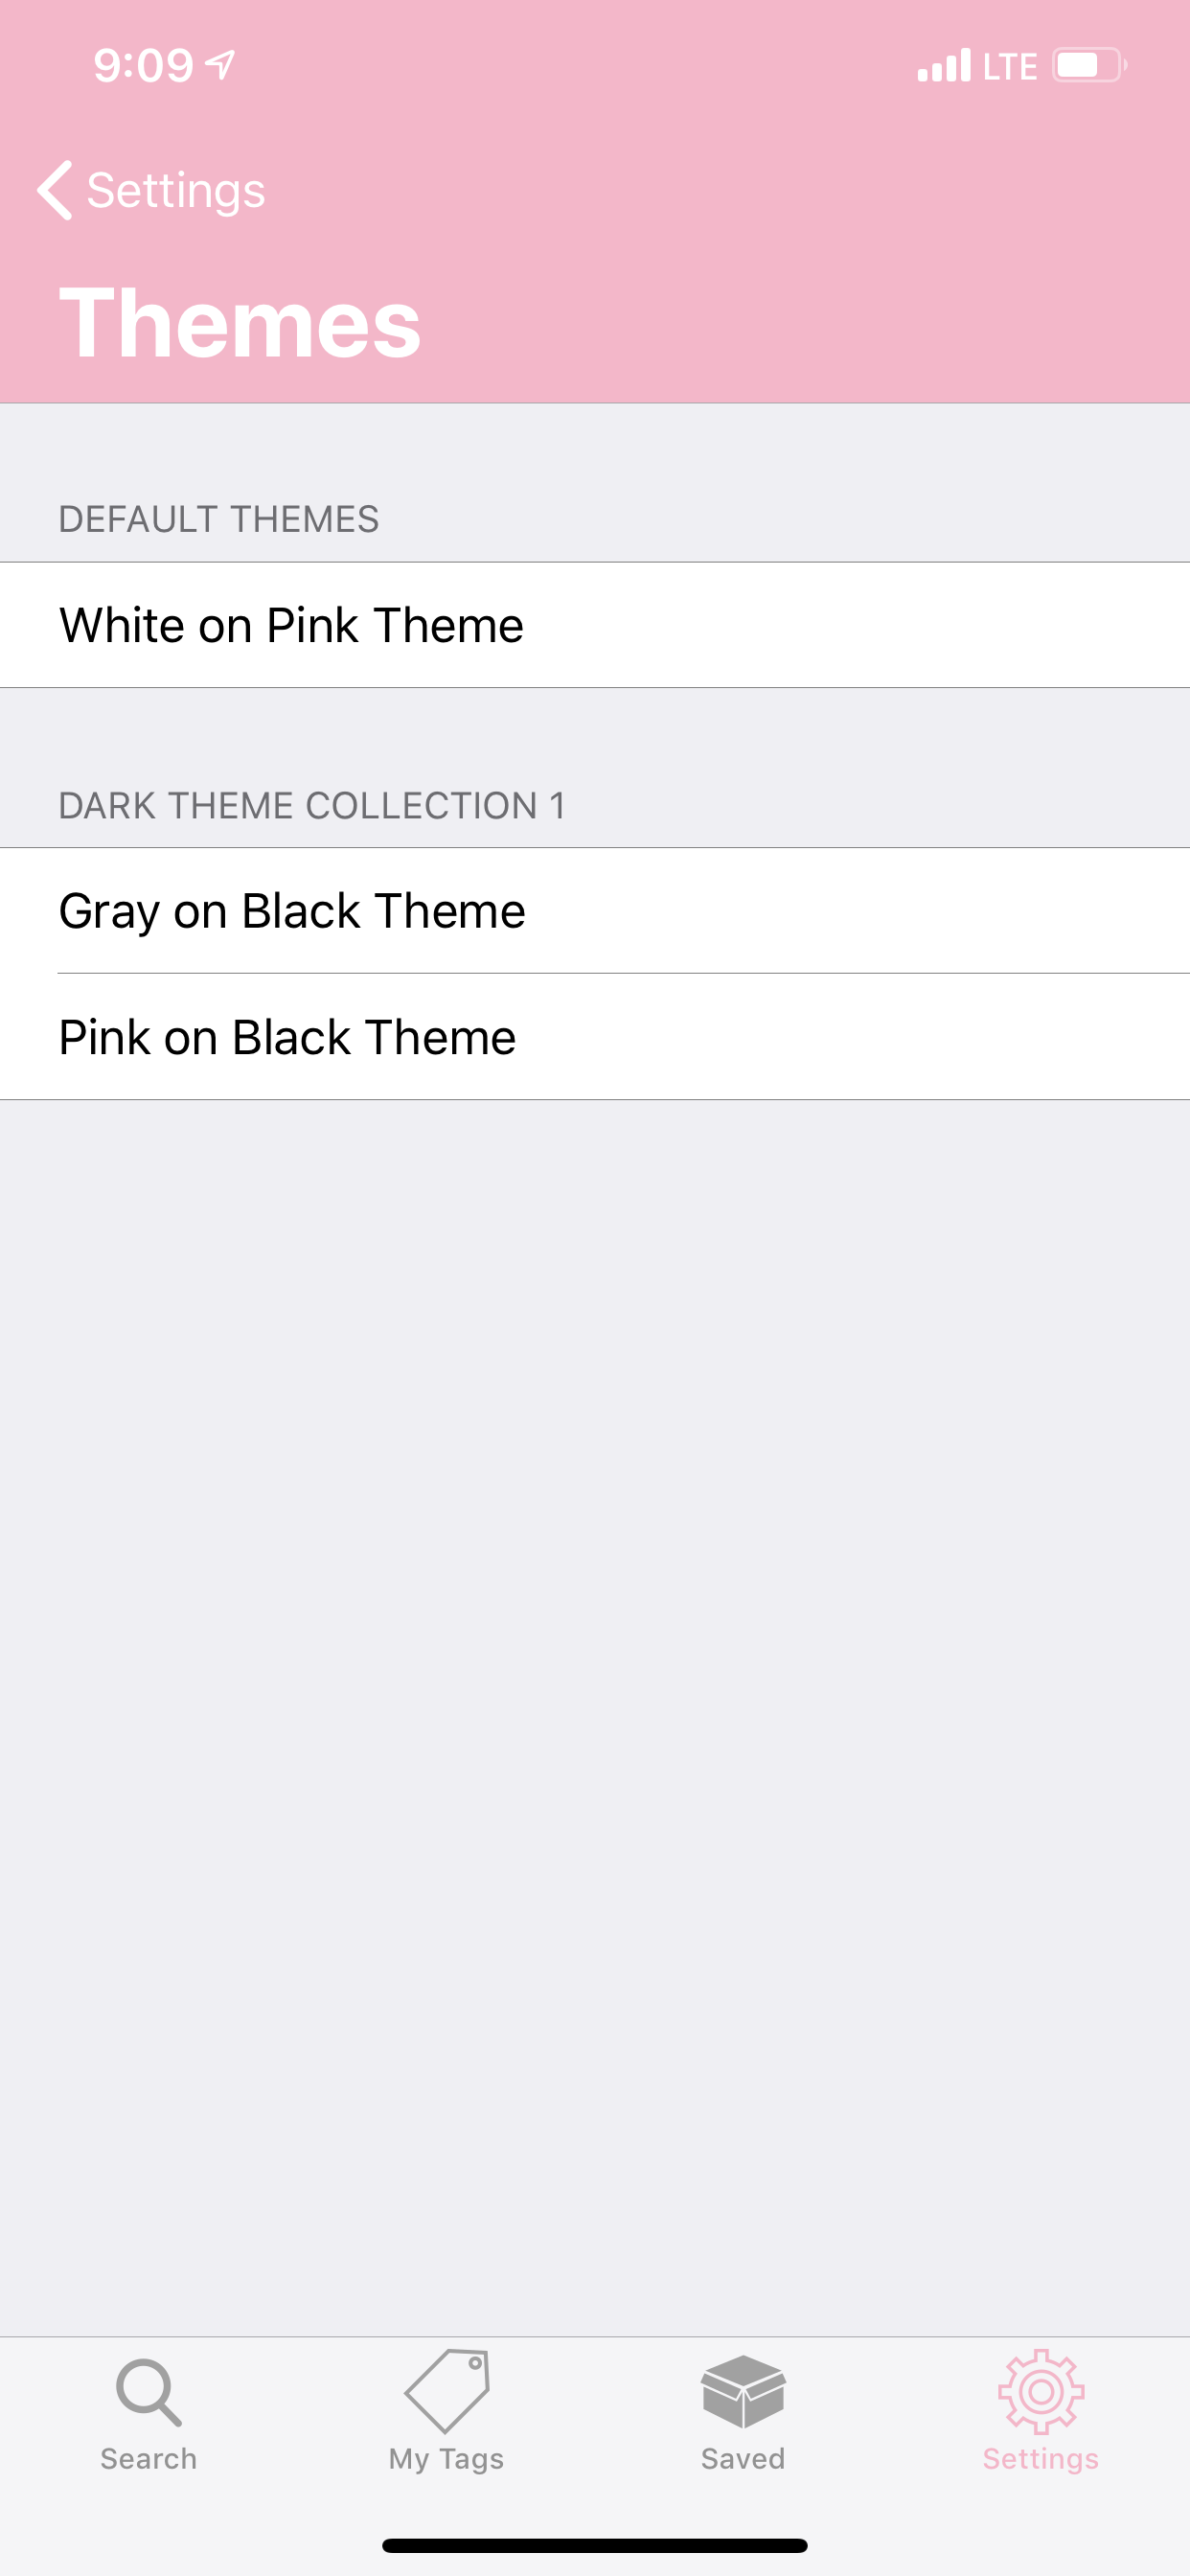 9:09 LTE
Settings
Themes
DEFAULT THEMES
White on Pink Theme
DARK THEME COLLECTION 1
Gray on Black Theme
Pink on Black Theme
Search My Tags Saved Settings